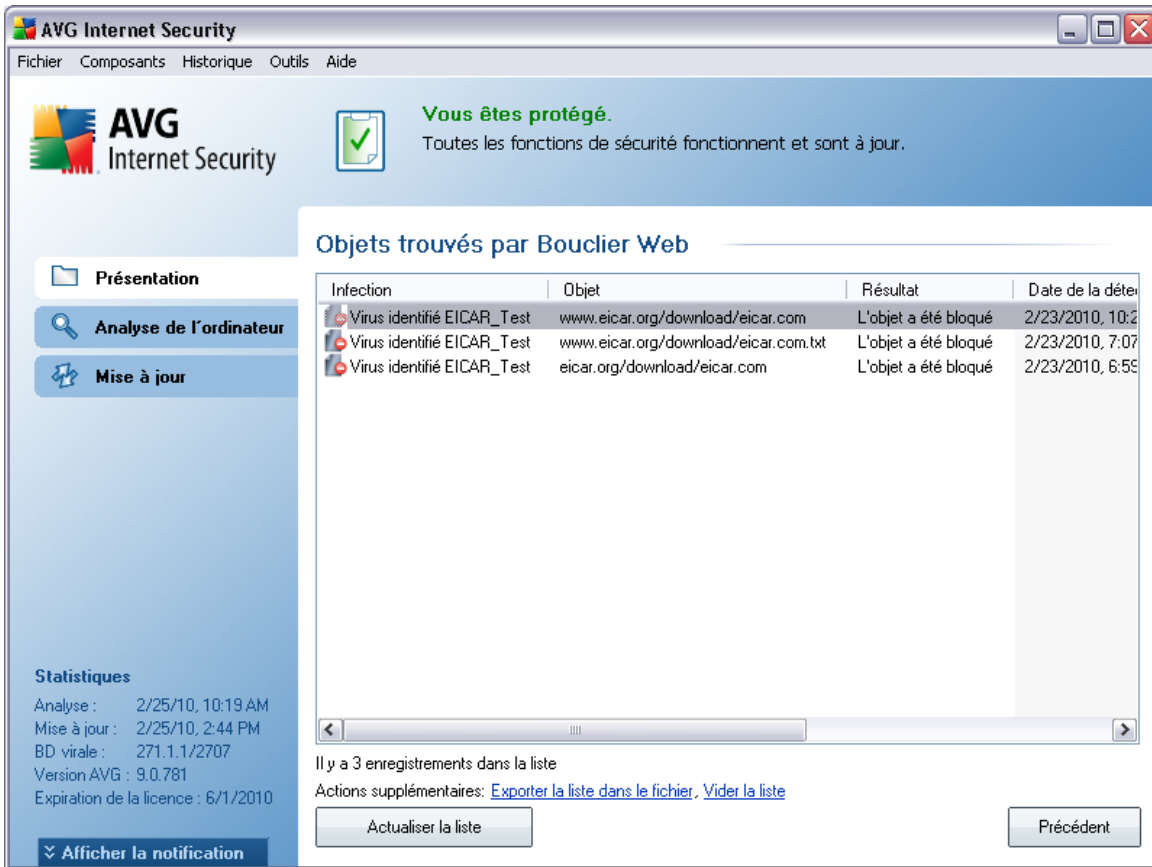 AVG Internet Security
Fichier Composants Historique Outils Aide
AVG
Internet Security
Vous êtes protégé.
Toutes les fonctions de sécurité fonctionnent et sont à jour.
Présentation
Analyse de l'ordinateur
Mise à jour
Objets trouvés par Bouclier Web
Infection Objet Résultat Date de la
Virus identifié EICAR_Test www.eicar.org/download/eicar.com L'objet a été bloqué 2/23/2010,
Virus identifié EICAR_Test www.eicar.org/download/eicar.com.txt L'objet a été bloqué 2/23/2010, 7:07
Virus identifié EICAR_Test eicar.org/download/eicar.com L'objet a été bloqué 2/23/2010,
Statistiques
Analyse : 2/25/10, 10:19 AM
Mise à jour : 2/25/10, 2:44 PM
BD virale : 271.1.1/2707
Version AVG : 9.0.781
Expiration de la licence : 6/1/2010
Afficher la notification
Il y a 3 enregistrements dans la liste
Actions supplémentaires: Exporter la liste dans le fichier , Vider la liste
Actualiser la liste
Précédent